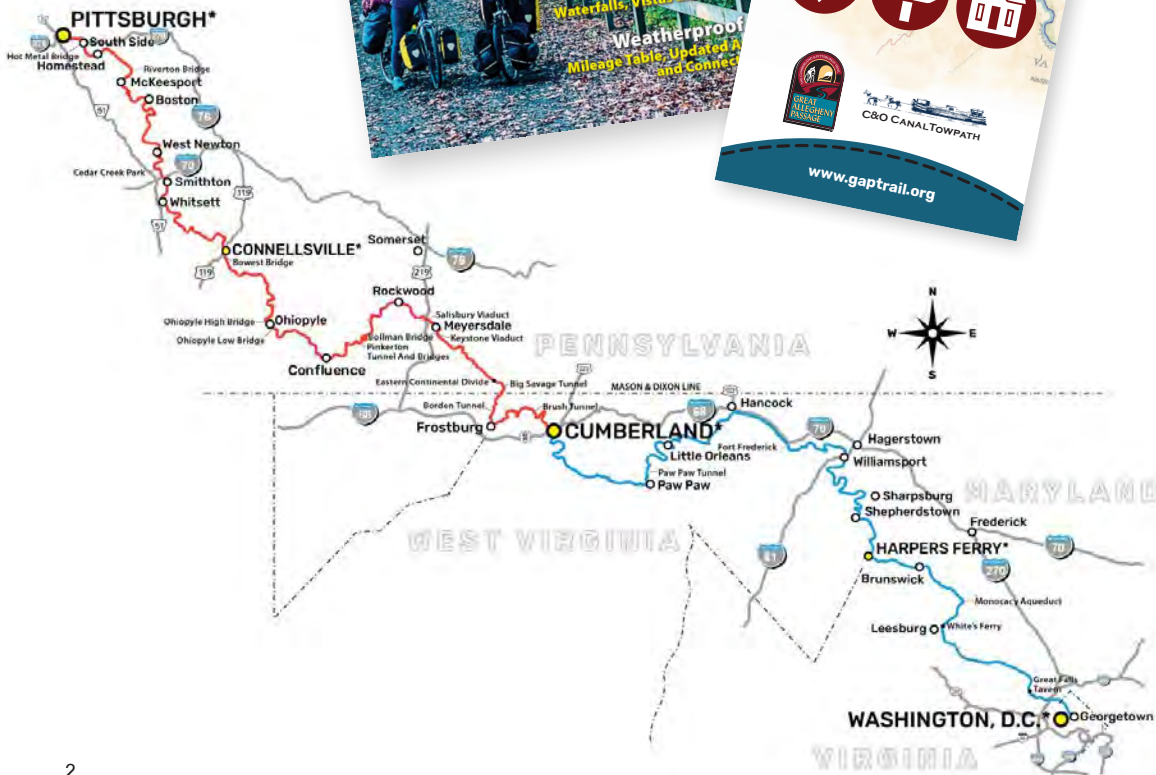 PITTSBURGH*
South Side
Hot Metal Bridge
Homestead
Riverton Bridge
McKeesport
Boston
51
76
West Newton
Cedar Creek Park
70
Smithton
119
Whitsett
51
CONNELLSVILLE*
Bowest Bridge
119
Somerset
76
219
Rockwood
Ohiopyle High Bridge
Ohiopyle
Ohiopyle Low Bridge
Salisbury Viaduct
Meyersdale
Keystone Viaduct
Bollman Bridge
Pinkerton
Tunnel And Bridges
Confluence
PENNSYLVANIA
Eastern Continental Divide
Big Savage Tunnel
MASON & DIXON LINE
Borden Tunnel
Brush Tunnel
Frostburg
CUMBERLAND*
68
Hancock
Fort Frederick
Little Orleans
Paw Paw Tunnel
Paw Paw
70
Hagerstown
Williamsport
Sharpsburg
Shepherdstown
MARYLAND
WEST VIRGINIA
Frederick
70
81
HARPERS FERRY*
270
Brunswick
Monocacy Aqueduct
Leesburg
White's Ferry
Great Falls
Tavern
WASHINGTON, D.C.*
Georgetown
VIRGINIA
N
W
E
S
Waterfalls, Vistas
Weatherproof
Mileage Table, Updated A
and Connect
GREAT
ALLEGHENY
PASSAGE
C&O CANAL TOWPATH
www.gaptrail.org
VA
2